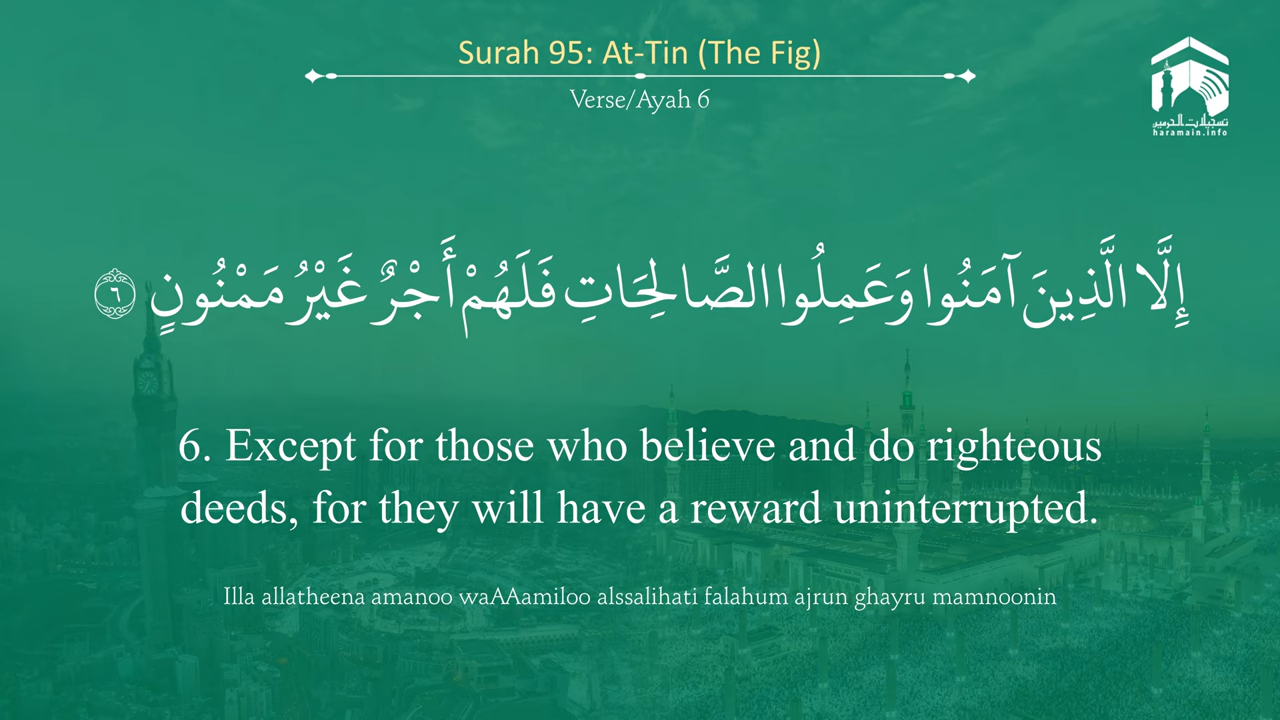 Surah 95: At-Tin (The Fig)
Verse/Ayah 6
تسجيلات الحرمين
haramain.info
إِلَّا الَّذِينَ آمَنُوا وَعَمِلُوا الصَّالِحَاتِ فَلَهُمْ أَجْرٌ غَيْرُ مَمْنُونٍ ٦
6. Except for those who believe and do righteous
deeds, for they will have a reward uninterrupted.
Illa allatheena amanoo waAAamiloo alssalihati falahum ajrun ghayru mamnoonin